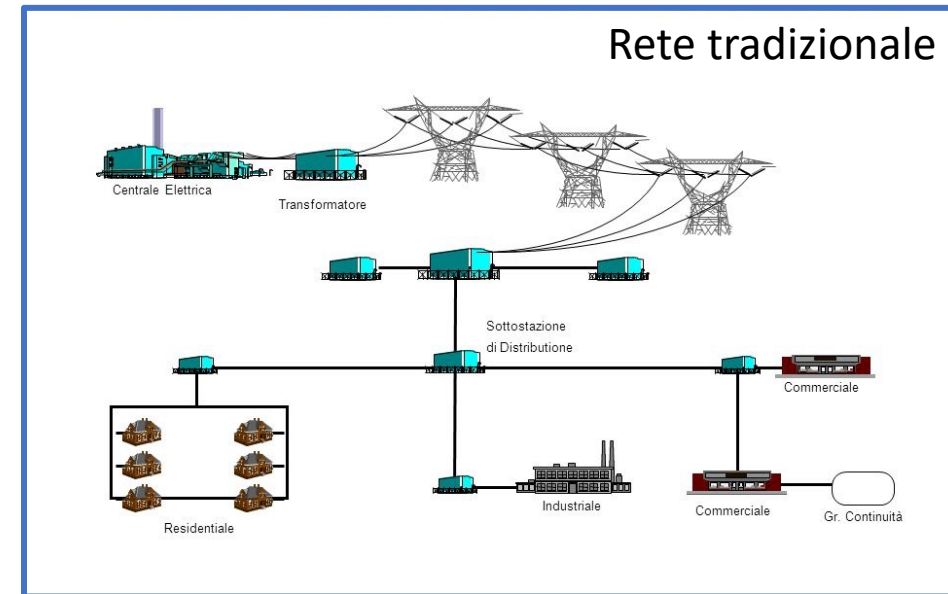 Rete tradizionale
Centrale Elettrica
Transformatore
Sottostazione
di Distributione
Commerciale
Industriale
Commerciale
Gr. Continuità
Residentiale